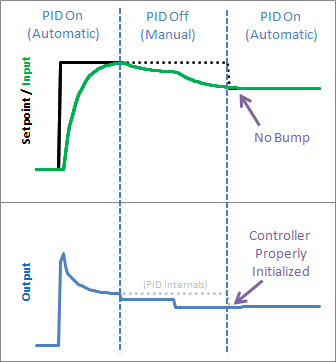 PID On
(Automatic)
PID Off
(Manual)
PID On
(Automatic)
Setpoint / Input
No Bump
Output
(PID Internals)
Controller
Properly
Initialized